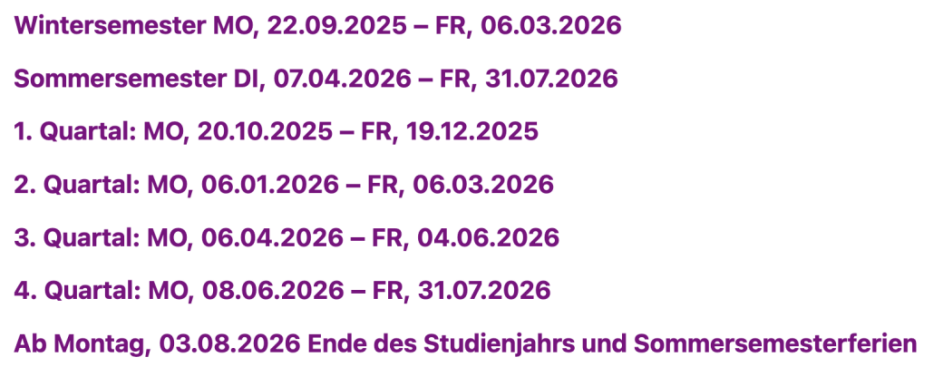 Wintersemester MO, 22.09.2025 – FR, 06.03.2026
Sommersemester DI, 07.04.2026 – FR, 31.07.2026
1. Quartal: MO, 20.10.2025 – FR, 19.12.2025
2. Quartal: MO, 06.01.2026 – FR, 06.03.2026
3. Quartal: MO, 06.04.2026 – FR, 04.06.2026
4. Quartal: MO, 08.06.2026 – FR, 31.07.2026
Ab Montag, 03.08.2026 Ende des Studienjahrs und Sommersemesterferien